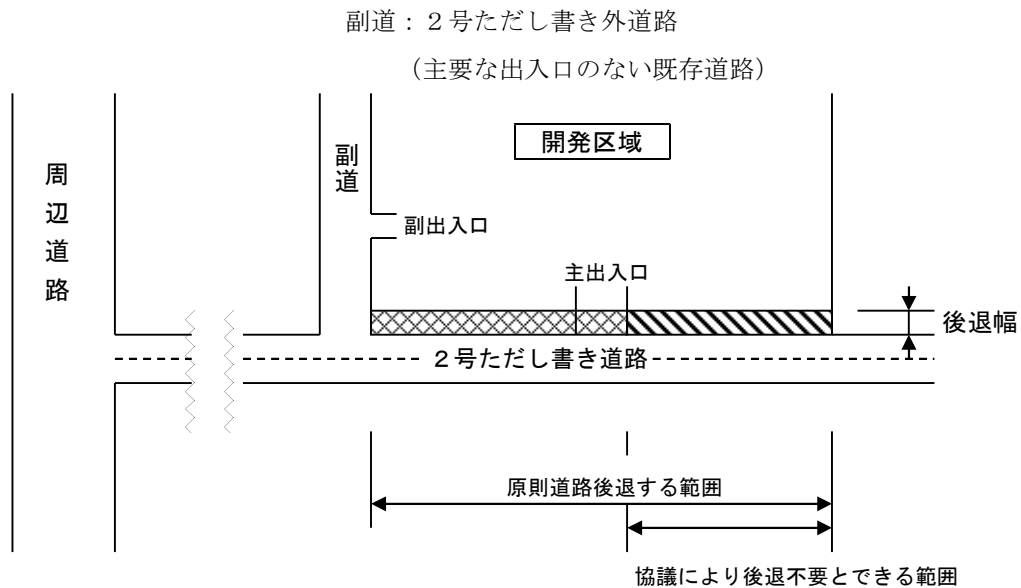 副道：２号ただし書き外道路
（主要な出入口のない既存道路）
開発区域
周辺道路
副道
副出入口
主出入口
後退幅
２号ただし書き道路
原則道路後退する範囲
協議により後退不要とできる範囲